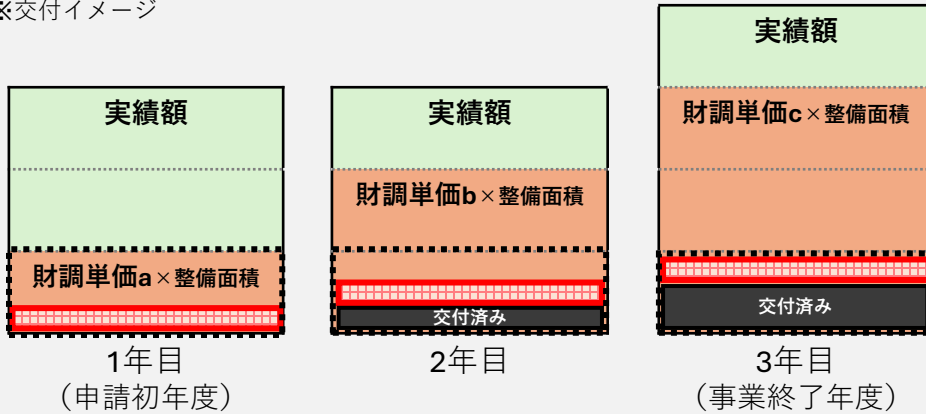 ※交付イメージ
実績額
財調単価a×整備面積
1年目
（申請初年度）
実績額
財調単価b×整備面積
交付済み
2年目
実績額
財調単価c×整備面積
交付済み
3年目
（事業終了年度）